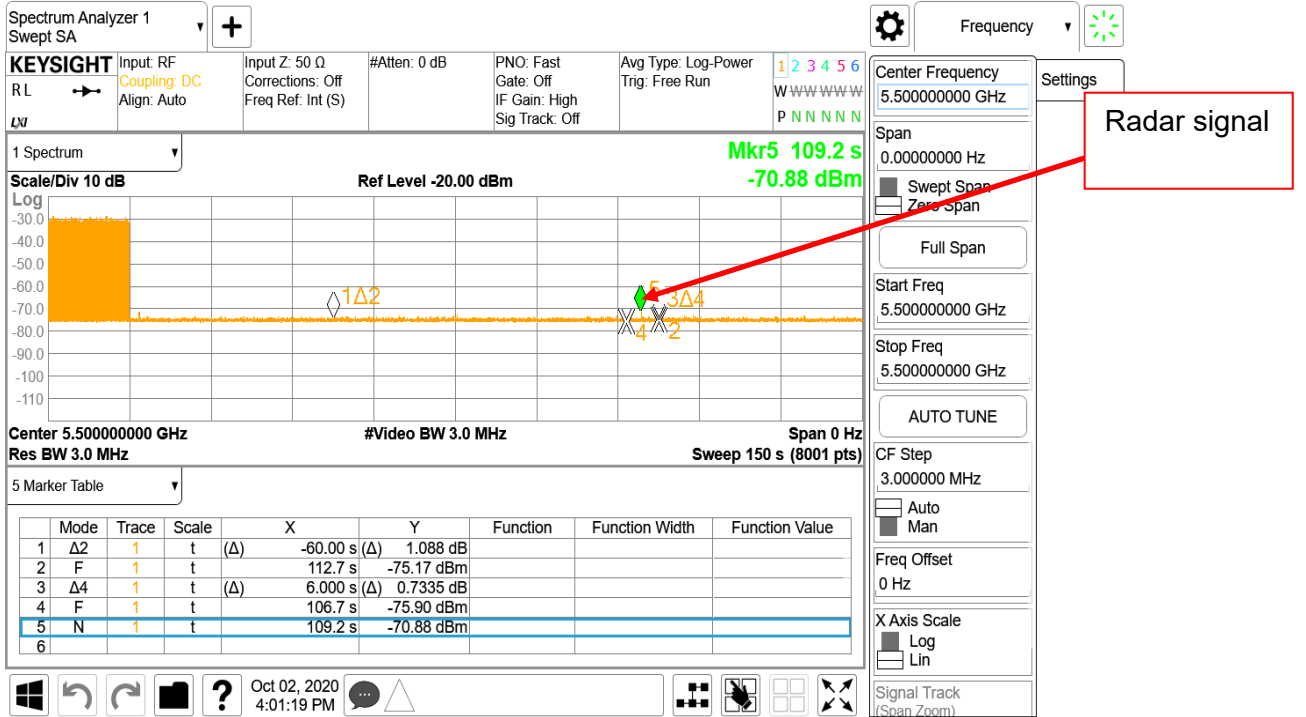 Spectrum Analyzer 1
Swept SA
▼
+
Frequency ▼
KEYSIGHT
R L
LXI
Input: RF
Coupling: DC
Align: Auto
Input Z: 50 Ω
Corrections: Off
Freq Ref: Int (S)
#Atten: 0 dB
PNO: Fast
Gate: Off
IF Gain: High
Sig Track: Off
Avg Type: Log-Power
Trig: Free Run
1 2 3 4 5 6
W W W W W W
P N N N N N
1 Spectrum ▼
Mkr5 109.2 s
-70.88 dBm
Scale/Div 10 dB
Ref Level -20.00 dBm
Log
-30.0
-40.0
-50.0
-60.0
-70.0
-80.0
-90.0
-100
-110
1Δ2
5
3Δ4
4
2
Center 5.500000000 GHz
#Video BW 3.0 MHz
Span 0 Hz
Res BW 3.0 MHz
Sweep 150 s (8001 pts)
5 Marker Table ▼
Mode Trace Scale X Y Function Function Width Function Value
1 Δ2 1 t (Δ) -60.00 s (Δ) 1.088 dB
2 F 1 t 112.7 s -75.17 dBm
3 Δ4 1 t (Δ) 6.000 s (Δ) 0.7335 dB
4 F 1 t 106.7 s -75.90 dBm
5 N 1 t 109.2 s -70.88 dBm
6
?
Oct 02, 2020
4:01:19 PM
Center Frequency
5.500000000 GHz
Settings
Span
0.00000000 Hz
Swept Span
Zero Span
Full Span
Start Freq
5.500000000 GHz
Stop Freq
5.500000000 GHz
AUTO TUNE
CF Step
3.000000 MHz
Auto
Man
Freq Offset
0 Hz
X Axis Scale
Log
Lin
Signal Track
(Span Zoom)
Radar signal